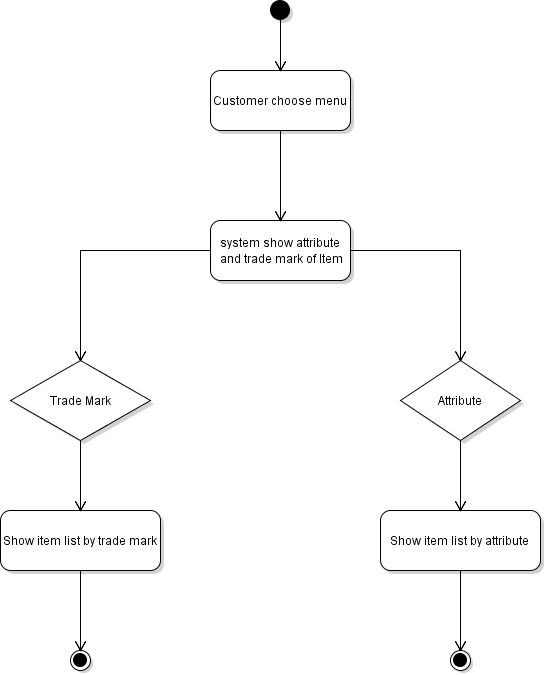 Customer choose menu
system show attribute
and trade mark of Item
Trade Mark
Attribute
Show item list by trade mark
Show item list by attribute